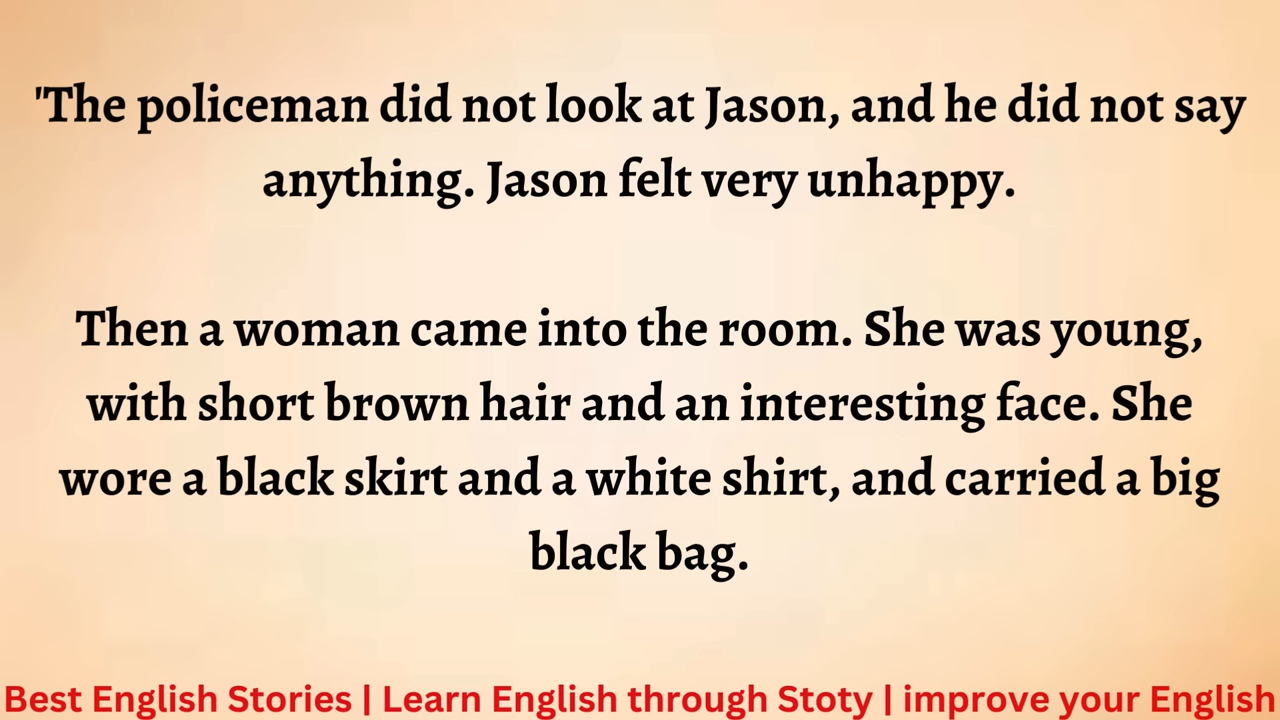 'The policeman did not look at Jason, and he did not say
anything. Jason felt very unhappy.
Then a woman came into the room. She was young,
with short brown hair and an interesting face. She
wore a black skirt and a white shirt, and carried a big
black bag.
Best English Stories | Learn English through Stoty | improve your English